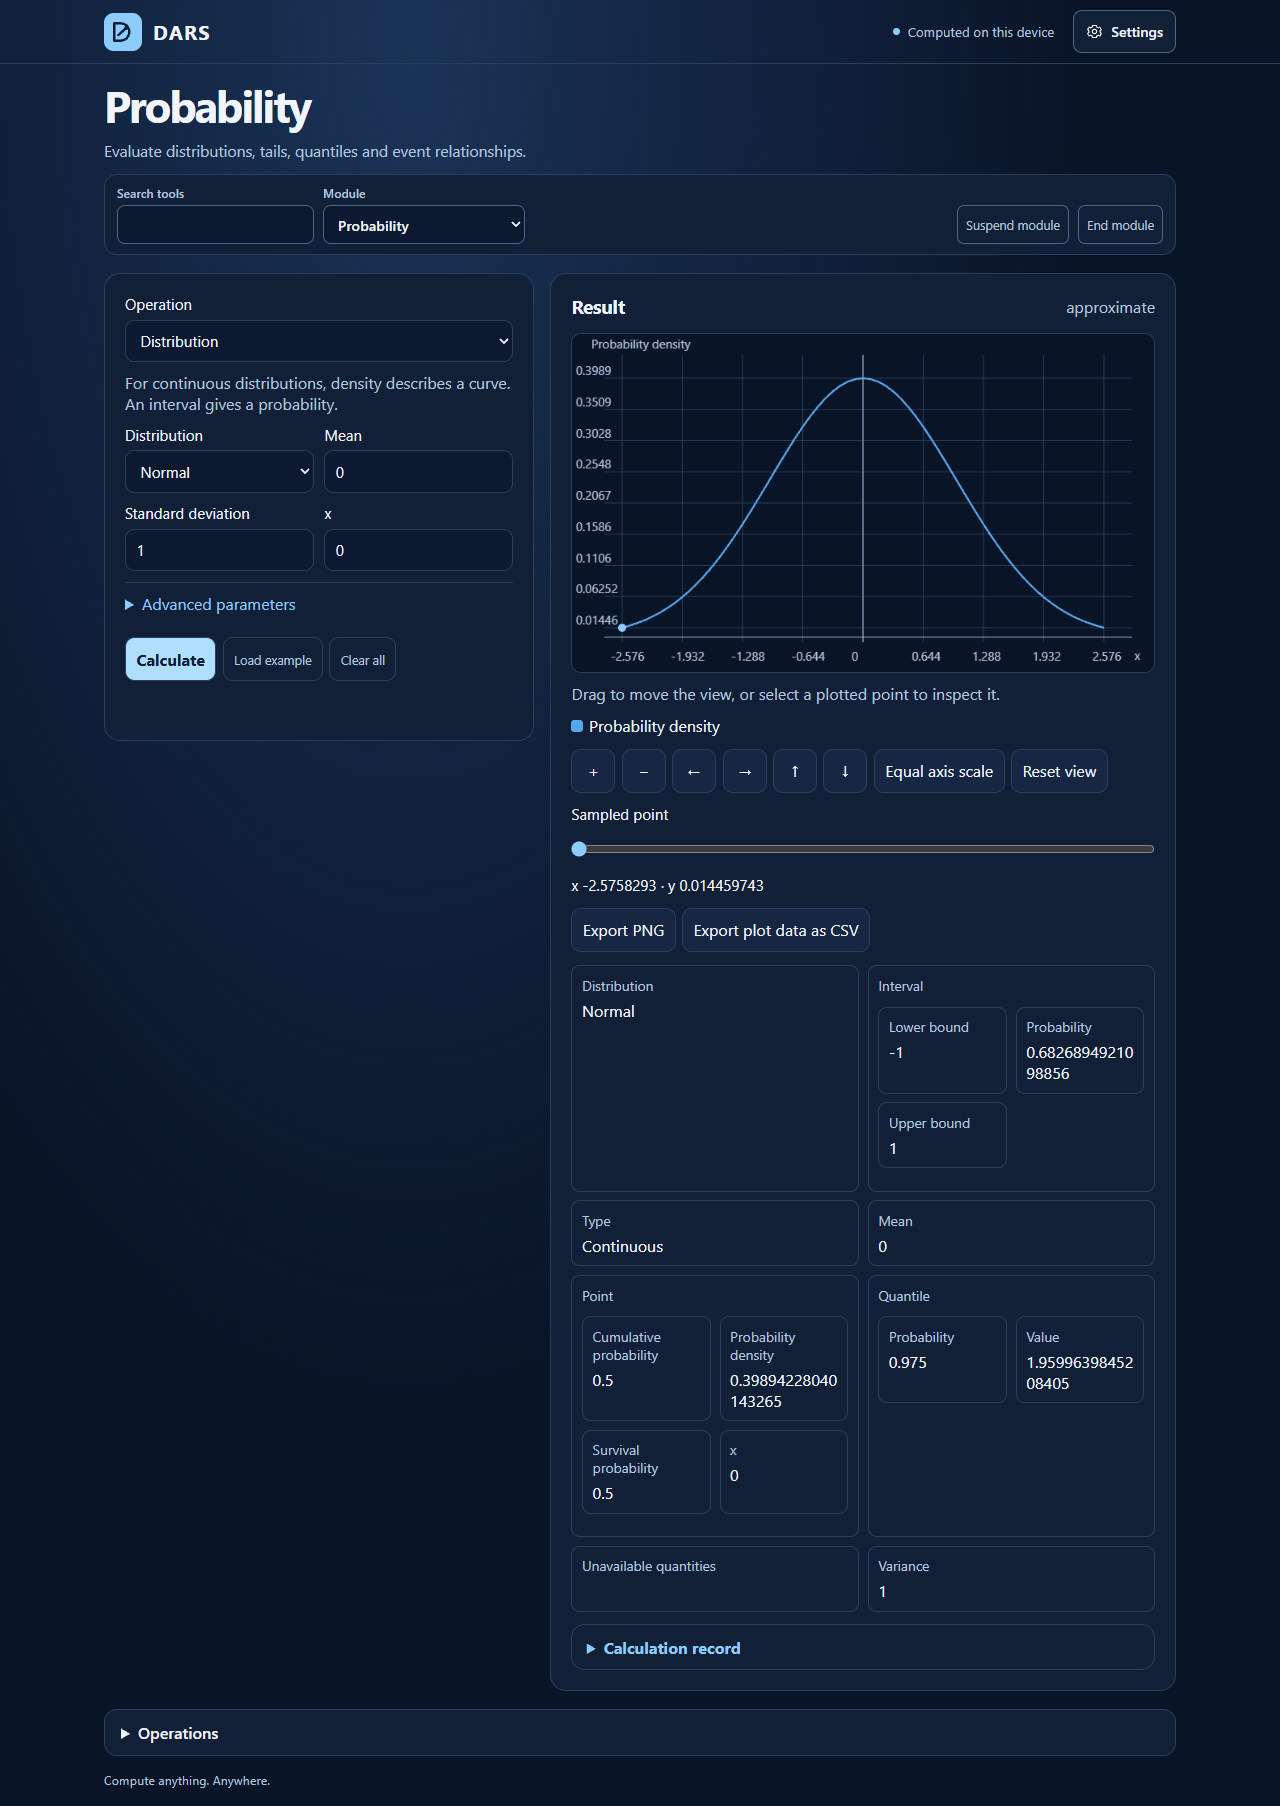 DARS
Computed on this device
Settings
Probability
Evaluate distributions, tails, quantiles and event relationships.
Search tools
Module
Probability
Suspend module
End module
Operation
Distribution
For continuous distributions, density describes a curve.
An interval gives a probability.
Distribution
Mean
Normal
0
Standard deviation
x
1
0
Advanced parameters
Calculate
Load example
Clear all
Result
approximate
Probability density
0.3989
0.3509
0.3028
0.2548
0.2067
0.1586
0.1106
0.06252
0.01446
-2.576
-1.932
-1.288
-0.644
0
0.644
1.288
1.932
2.576
x
Drag to move the view, or select a plotted point to inspect it.
Probability density
+
−
←
→
↑
↓
Equal axis scale
Reset view
Sampled point
x -2.5758293 · y 0.014459743
Export PNG
Export plot data as CSV
Distribution
Normal
Interval
Lower bound
-1
Probability
0.68268949210
98856
Upper bound
1
Type
Continuous
Mean
0
Point
Cumulative
probability
0.5
Probability
density
0.39894228040
143265
Survival
probability
0.5
x
0
Quantile
Probability
0.975
Value
1.95996398452
08405
Unavailable quantities
Variance
1
Calculation record
Operations
Compute anything. Anywhere.